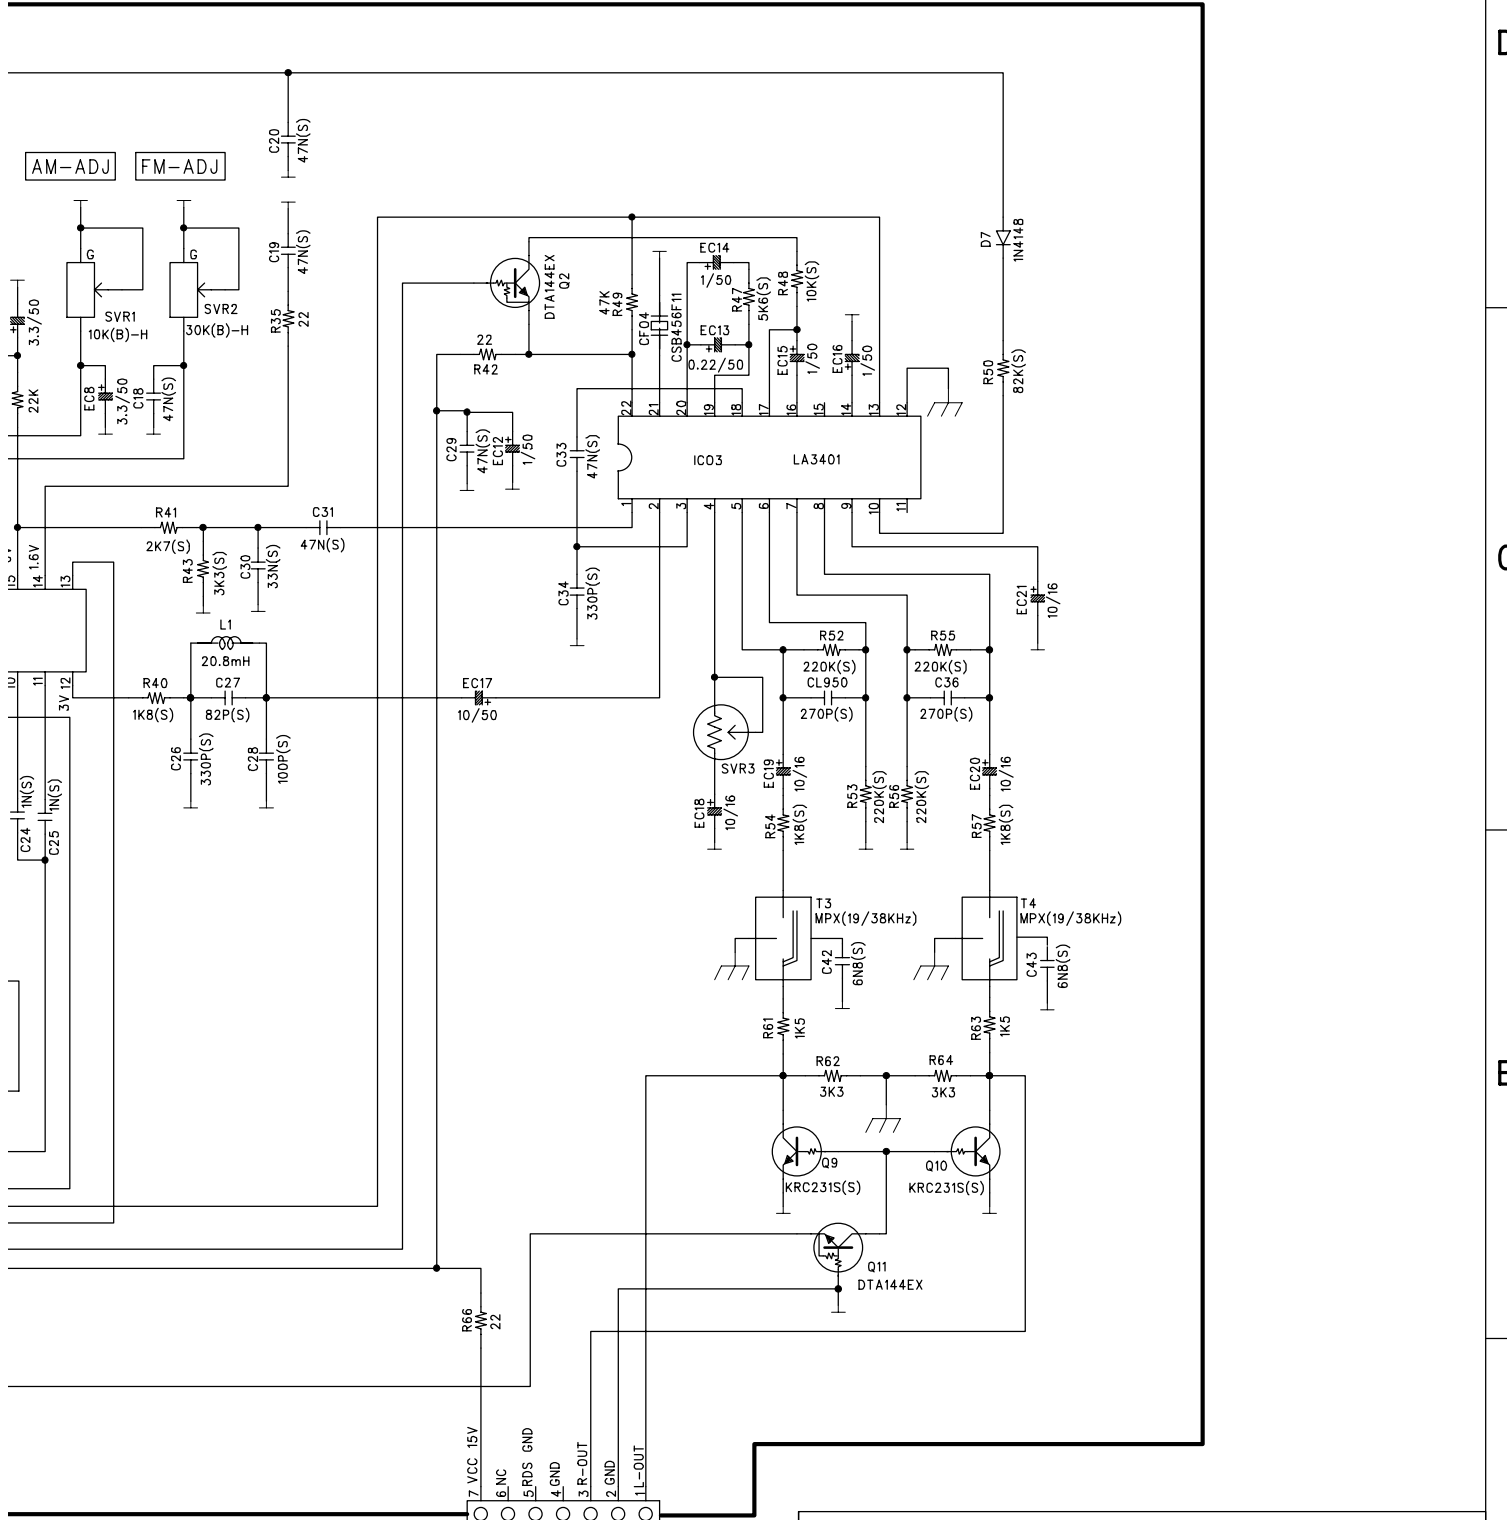 D
C20
47N(S)
AM-ADJ
FM-ADJ
G
SVR1
10K(B)-H
G
SVR2
30K(B)-H
C19
47N(S)
R35
22
3.3/50
22K
EC8
+
3.3/50
C18
47N(S)
DTA144EX
Q2
22
R42
47K
R49
CF04
CSB456F11
EC14
+
1/50
R47
5K6(S)
EC13
+
0.22/50
R48
10K(S)
EC15
+
1/50
EC16
+
1/50
D7
1N4148
R50
82K(S)
C29
47N(S)
EC12
+
1/50
C33
47N(S)
22 21 20 19 18 17 16 15 14 13 12
IC03 LA3401
1 2 3 4 5 6 7 8 9 10 11
R41
2K7(S)
R43
3K3(S)
C30
33N(S)
C31
47N(S)
15
14 1.6V
13
10
11
3V 12
C34
330P(S)
EC21
+
10/16
L1
20.8mH
R40
1K8(S)
C27
82P(S)
C26
330P(S)
C28
100P(S)
EC17
+
10/50
R52
220K(S)
CL950
270P(S)
R55
220K(S)
C36
270P(S)
SVR3
EC18
+
10/16
EC19
+
10/16
R54
1K8(S)
R53
220K(S)
R56
220K(S)
EC20
+
10/16
R57
1K8(S)
C24
1N(S)
C25
1N(S)
T3
MPX(19/38KHz)
C42
6N8(S)
T4
MPX(19/38KHz)
C43
6N8(S)
R61
1K5
R63
1K5
R62
3K3
R64
3K3
Q9
KRC231S(S)
Q10
KRC231S(S)
Q11
DTA144EX
R66
22
7 VCC 15V
6 NC
5 RDS GND
4 GND
3 R-OUT
2 GND
1 L-OUT